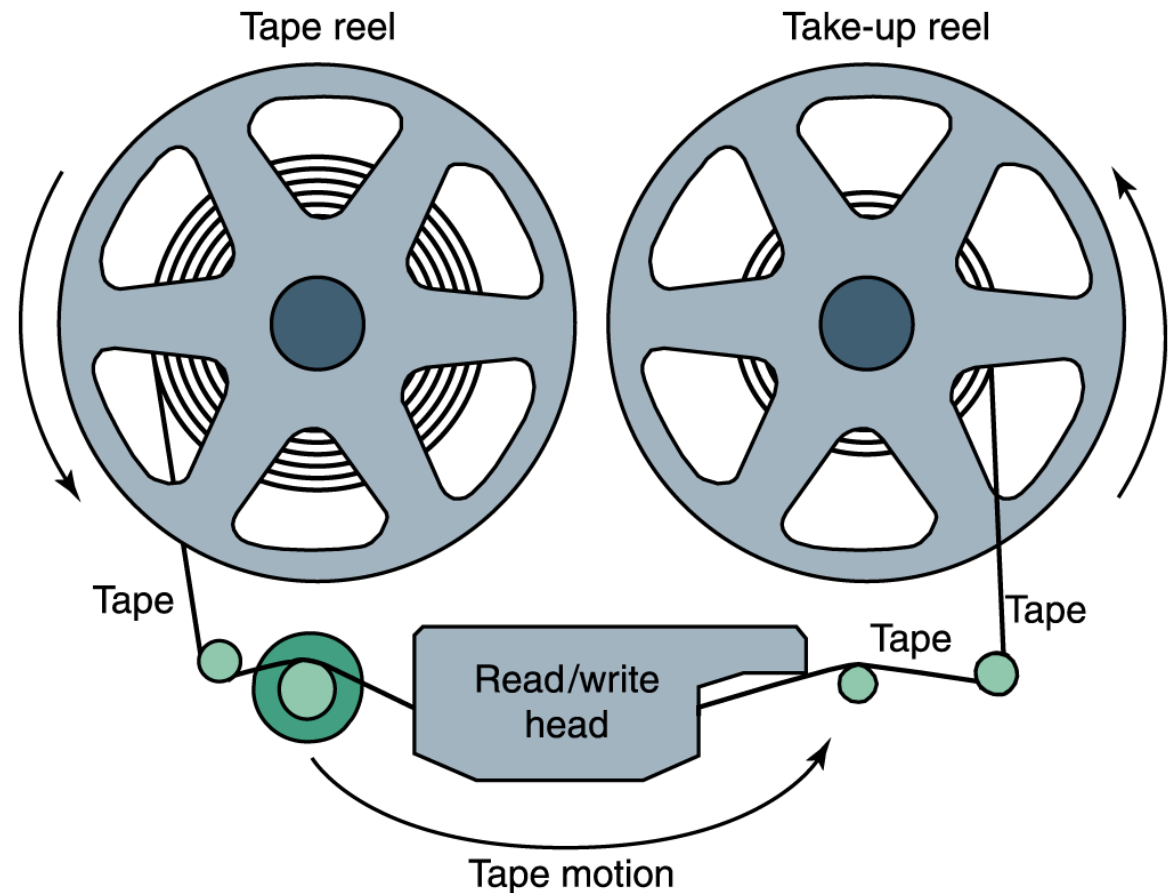 Tape reel
Take-up reel
Tape
Tape
Tape
Read/write
head
Tape motion